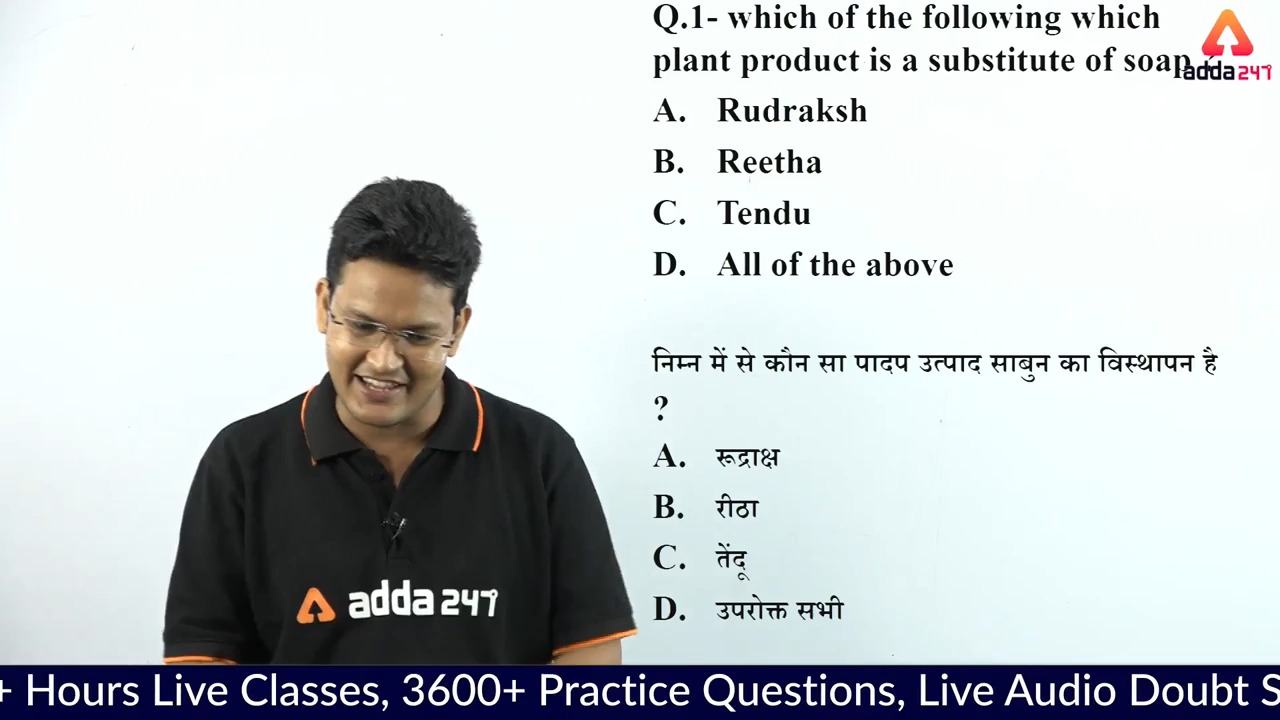 Q.1- which of the following which
plant product is a substitute of soap ?
adda247
A. Rudraksh
B. Reetha
C. Tendu
D. All of the above
निम्न में से कौन सा पादप उत्पाद साबुन का विस्थापन है
?
A. रूद्राक्ष
B. रीठा
C. तेंदू
D. उपरोक्त सभी
adda247
+ Hours Live Classes, 3600+ Practice Questions, Live Audio Doubt S